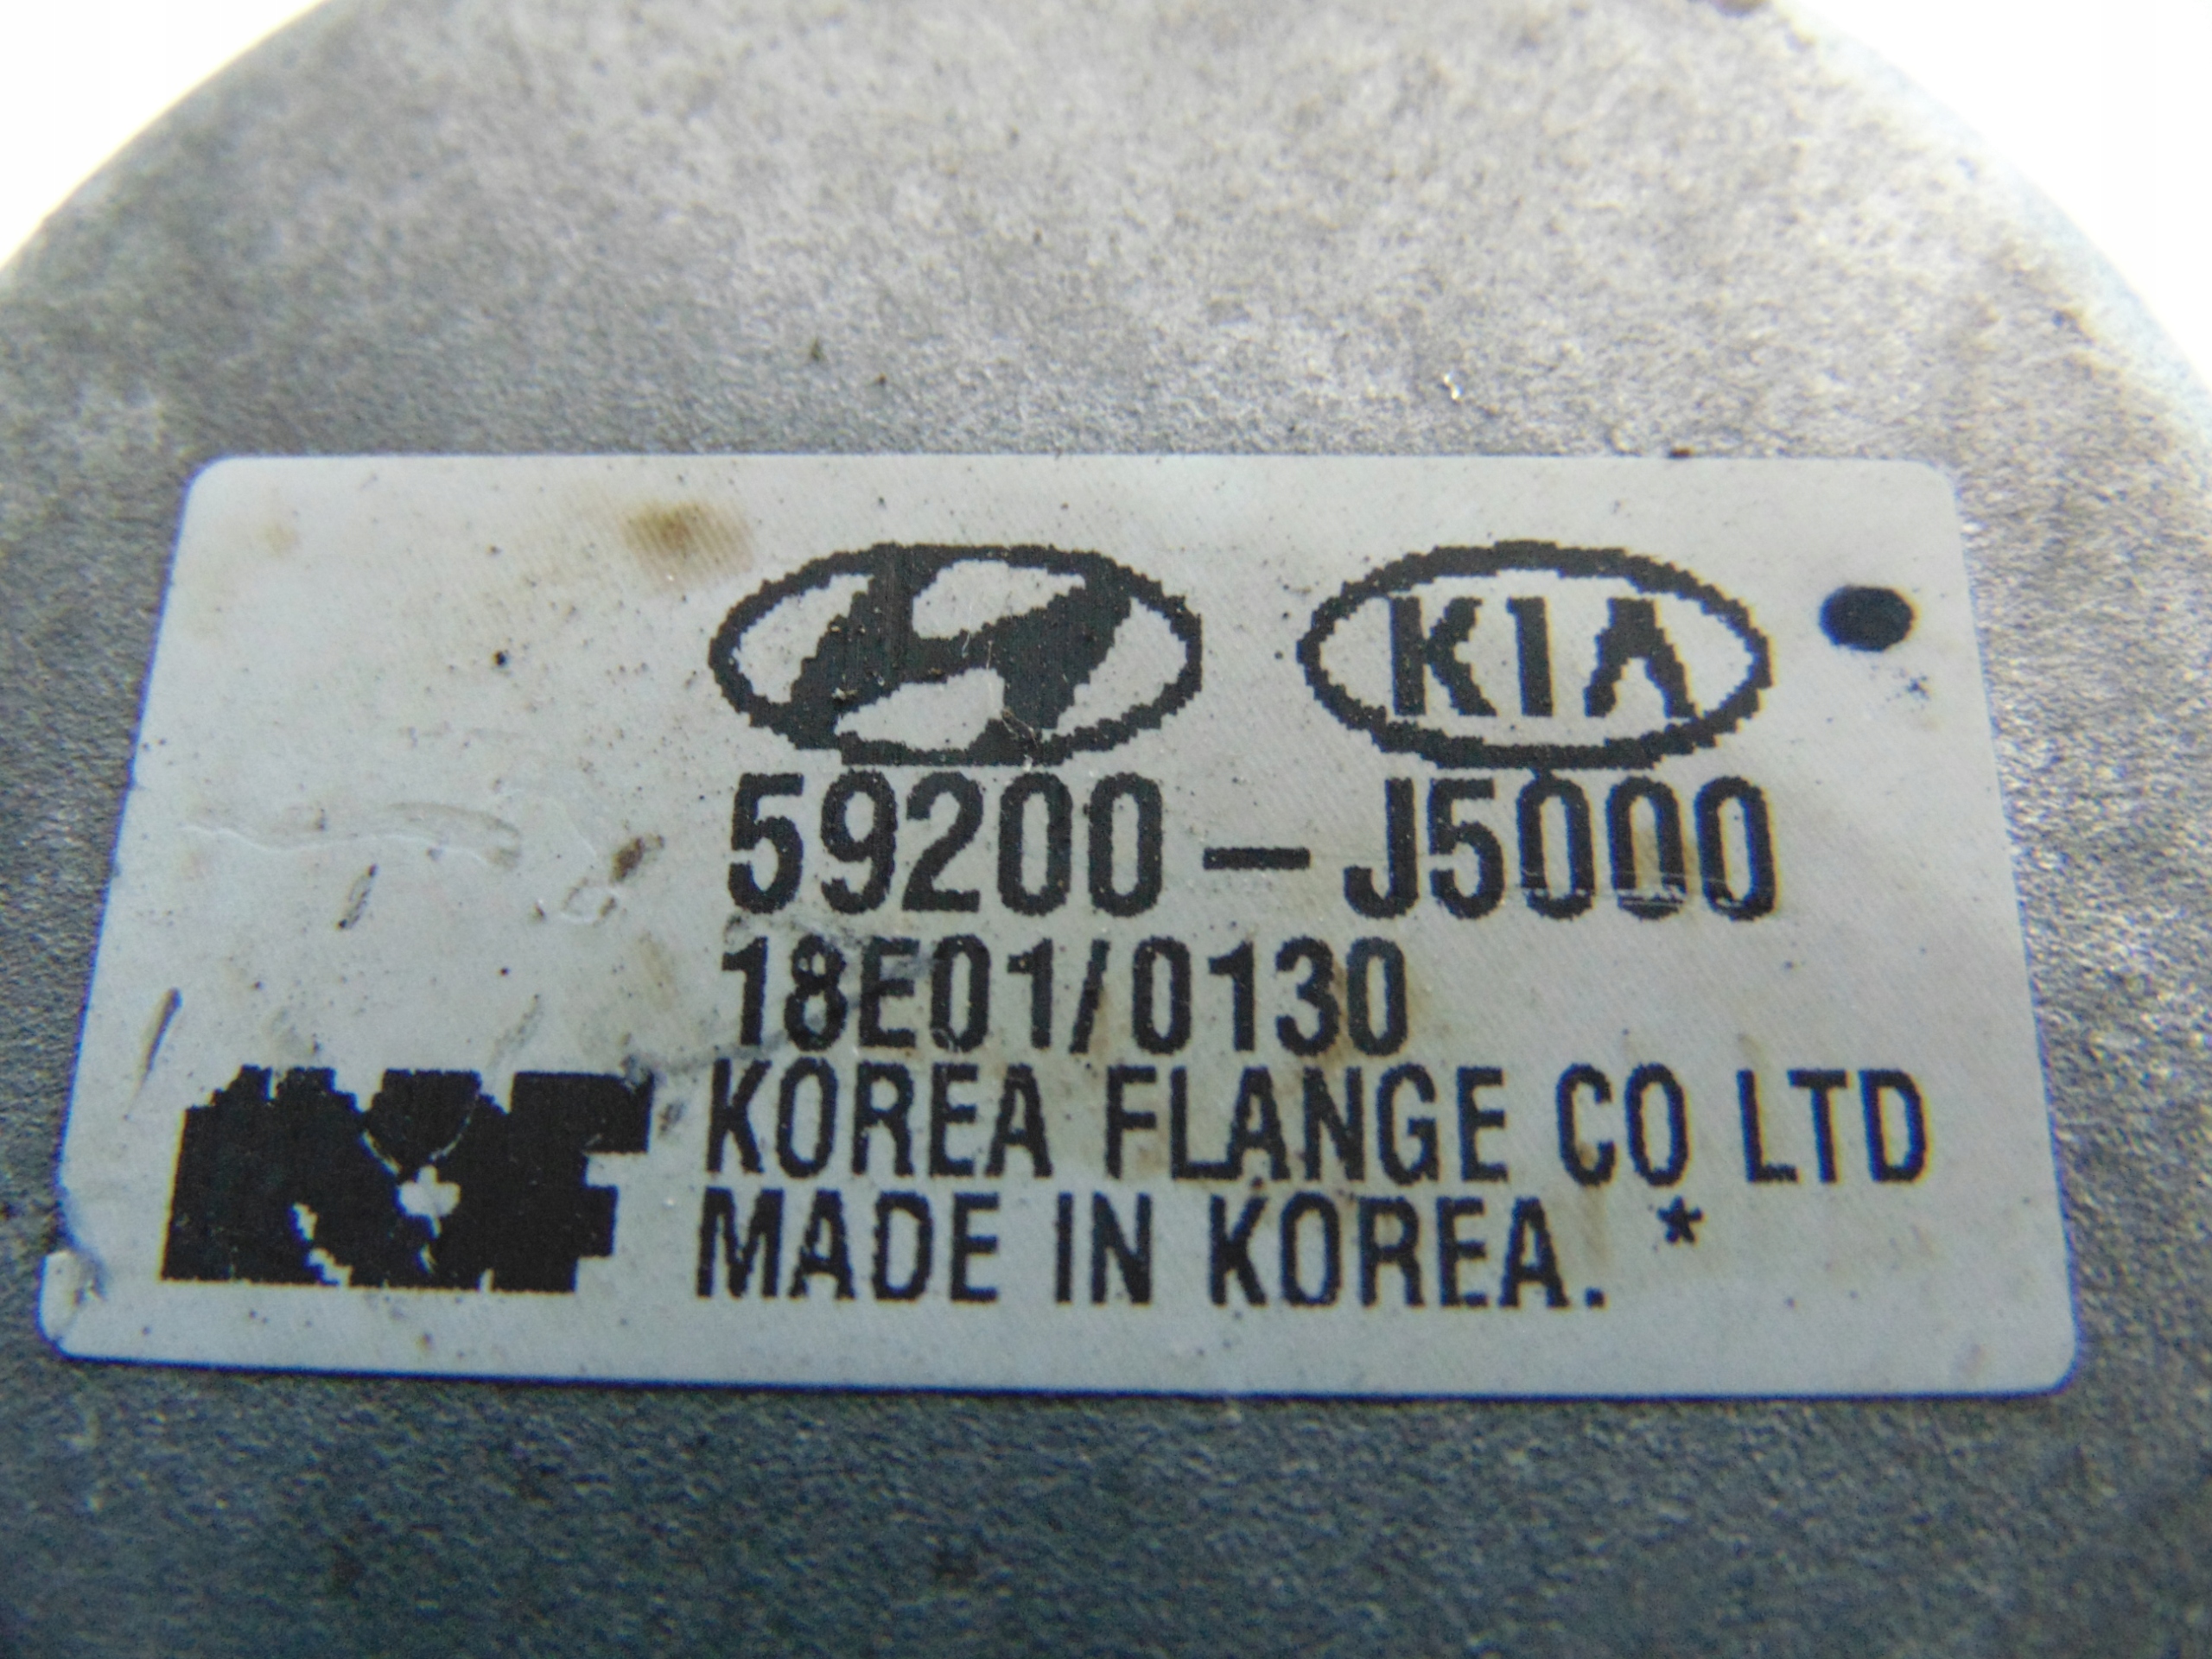 KIA
59200-J5000
18E01/0130
KOREA FLANGE CO LTD
MADE IN KOREA. *